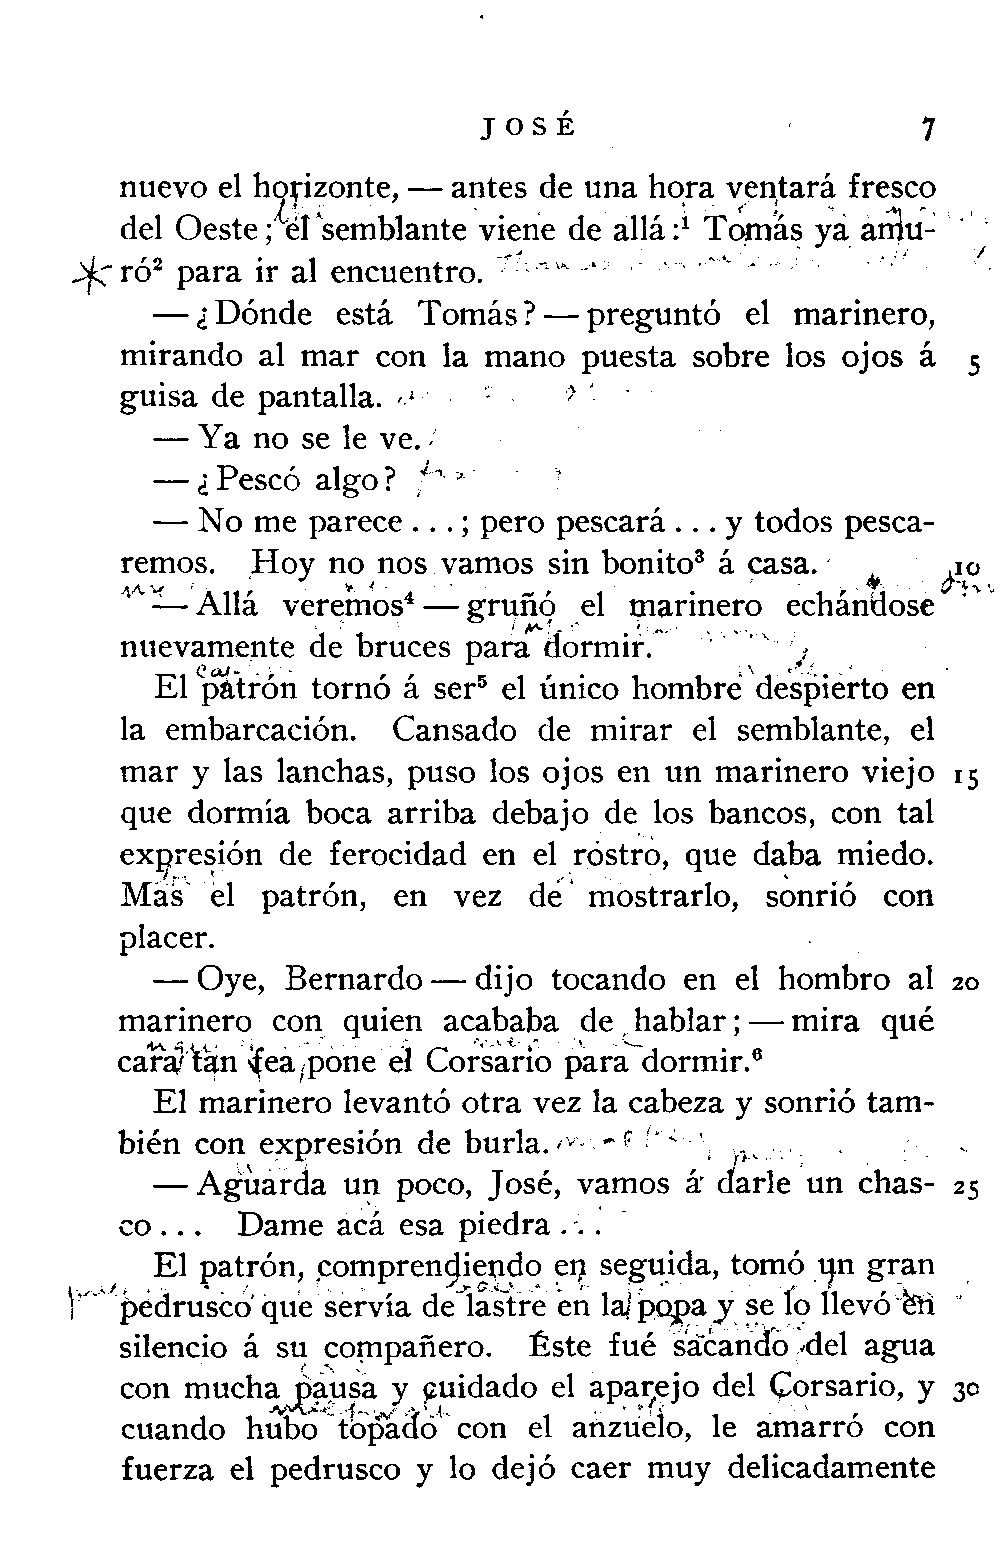 JOSÉ 7
nuevo el horizonte, — antes de una hora ventará fresco
del Oeste; el semblante viene de allá:¹ Tomás ya amu-
ró² para ir al encuentro.
— ¿Dónde está Tomás? — preguntó el marinero,
mirando al mar con la mano puesta sobre los ojos á 5
guisa de pantalla.
— Ya no se le ve.
— ¿Pescó algo?
— No me parece . . .; pero pescará . . . y todos pesca-
remos. Hoy no nos vamos sin bonito³ á casa. 10
— Allá veremos⁴ — gruñó el marinero echándose
nuevamente de bruces para dormir.
El patrón tornó á ser⁵ el único hombre despierto en
la embarcación. Cansado de mirar el semblante, el
mar y las lanchas, puso los ojos en un marinero viejo 15
que dormía boca arriba debajo de los bancos, con tal
expresión de ferocidad en el rostro, que daba miedo.
Mas el patrón, en vez de mostrarlo, sonrió con
placer.
— Oye, Bernardo — dijo tocando en el hombro al 20
marinero con quien acababa de hablar; — mira qué
cara tan fea pone el Corsario para dormir.⁶
El marinero levantó otra vez la cabeza y sonrió tam-
bién con expresión de burla.
— Aguarda un poco, José, vamos á darle un chas- 25
co . . . Dame acá esa piedra . . .
El patrón, comprendiendo en seguida, tomó un gran
pedrusco que servía de lastre en la popa y se lo llevó en
silencio á su compañero. Éste fué sacando del agua
con mucha pausa y cuidado el aparejo del Corsario, y 30
cuando hubo topado con el anzuelo, le amarró con
fuerza el pedrusco y lo dejó caer muy delicadamente